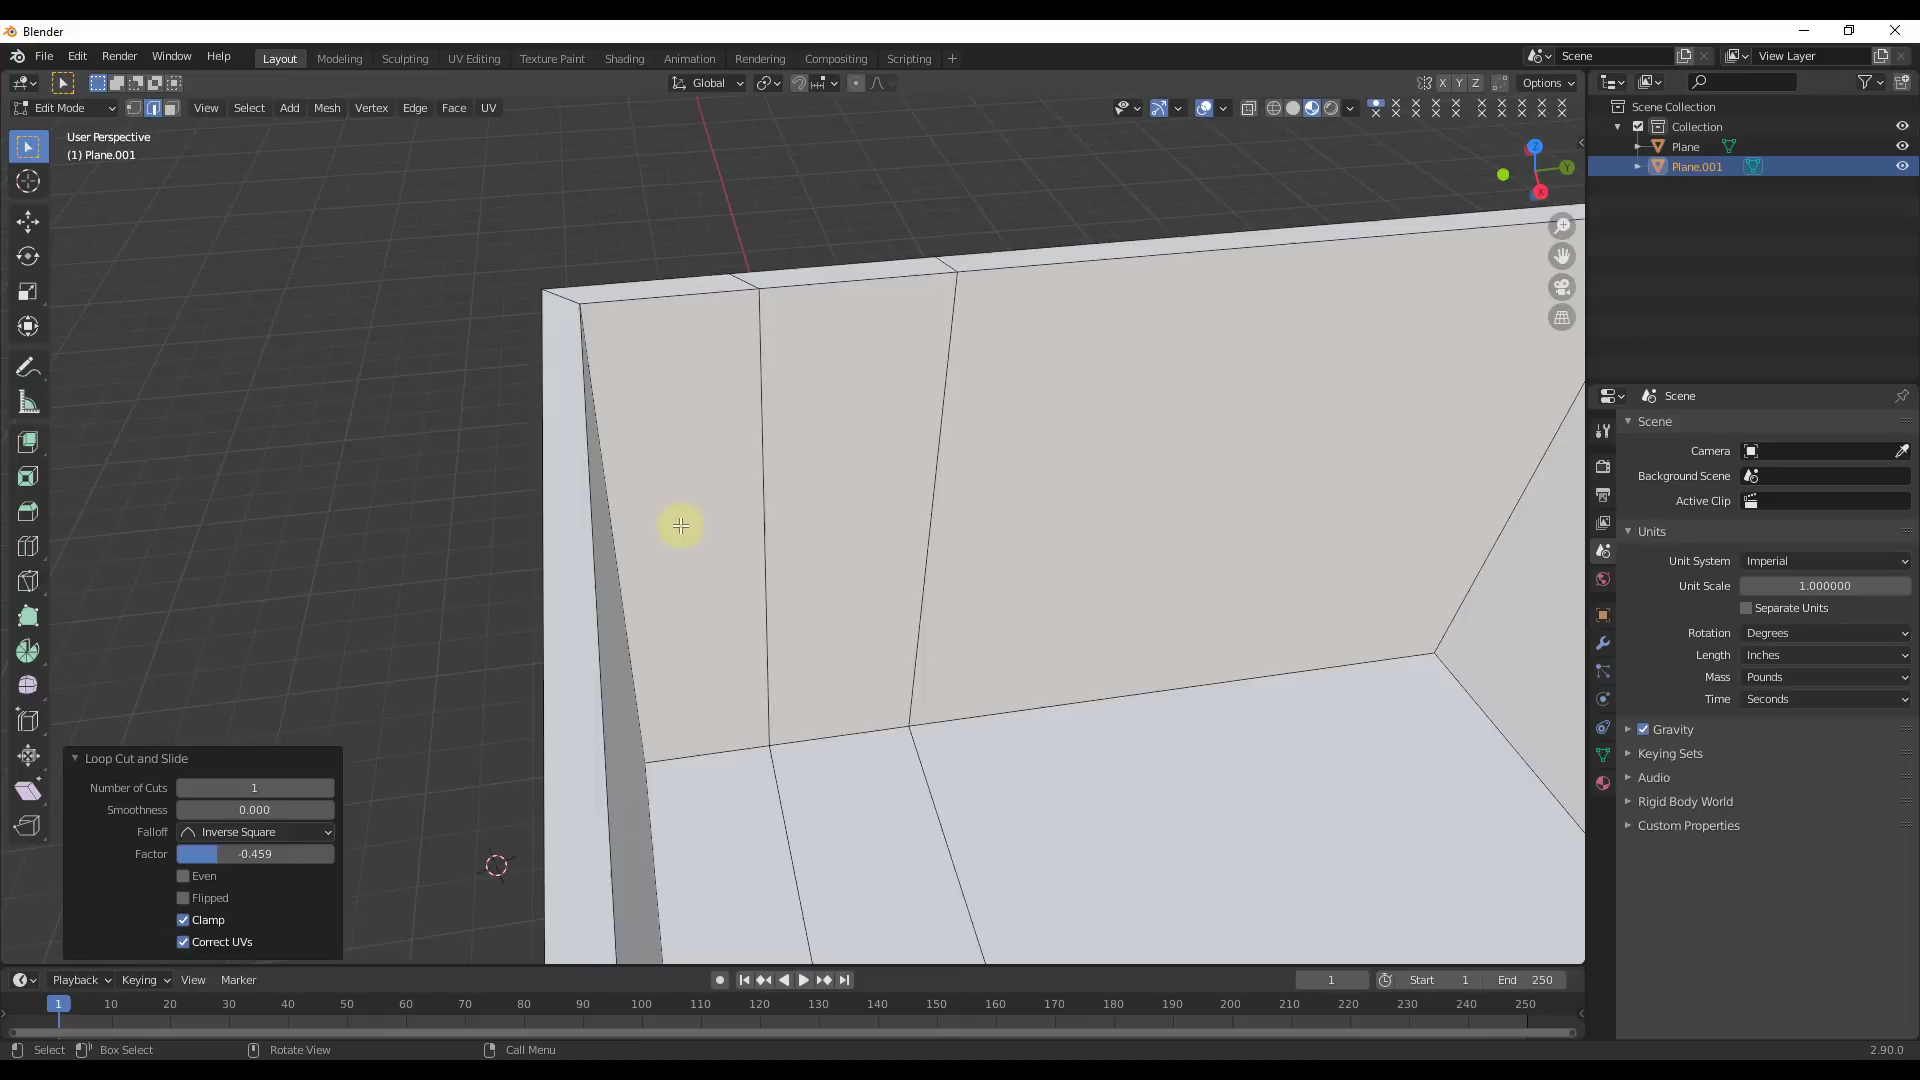 Blender
File Edit Render Window Help Layout Modeling Sculpting UV Editing Texture Paint Shading Animation Rendering Compositing Scripting + Scene View Layer
Global X Y Z Options
Edit Mode View Select Add Mesh Vertex Edge Face UV
User Perspective
(1) Plane.001
Scene Collection
Collection
Plane
Plane.001
Z
Y
X
Scene
Scene
Camera
Background Scene
Active Clip
Units
Unit System Imperial
Unit Scale 1.000000
Separate Units
Rotation Degrees
Length Inches
Mass Pounds
Time Seconds
Gravity
Keying Sets
Audio
Rigid Body World
Custom Properties
Loop Cut and Slide
Number of Cuts 1
Smoothness 0.000
Falloff Inverse Square
Factor -0.459
Even
Flipped
Clamp
Correct UVs
Playback Keying View Marker 1 Start 1 End 250
1 10 20 30 40 50 60 70 80 90 100 110 120 130 140 150 160 170 180 190 200 210 220 230 240 250
Select Box Select Rotate View Call Menu 2.90.0